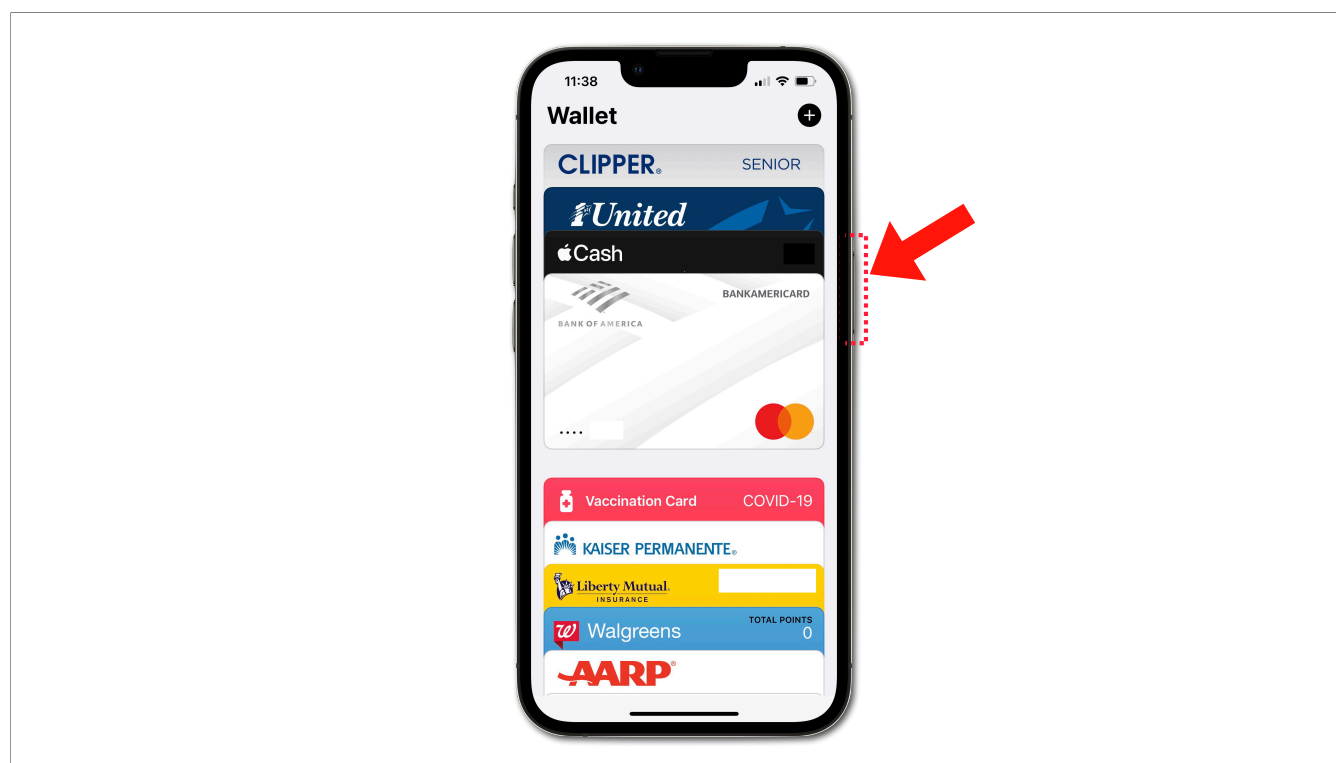 11:38
Wallet
CLIPPER® SENIOR
1st United
Cash
BANKAMERICARD
BANK OF AMERICA
....
Vaccination Card COVID-19
KAISER PERMANENTE®
Liberty Mutual.
INSURANCE
TOTAL POINTS
Walgreens 0
AARP®